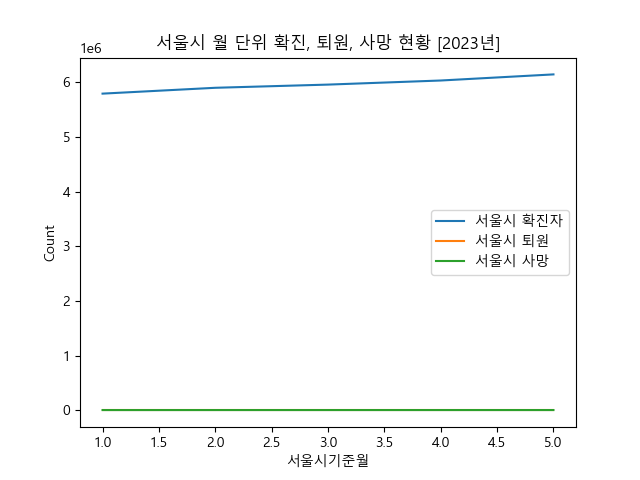 서울시 월 단위 확진, 퇴원, 사망 현황 [2023년]
1e6
6
5
4
3
2
1
0
Count
서울시 확진자
서울시 퇴원
서울시 사망
1.0 1.5 2.0 2.5 3.0 3.5 4.0 4.5 5.0
서울시기준월